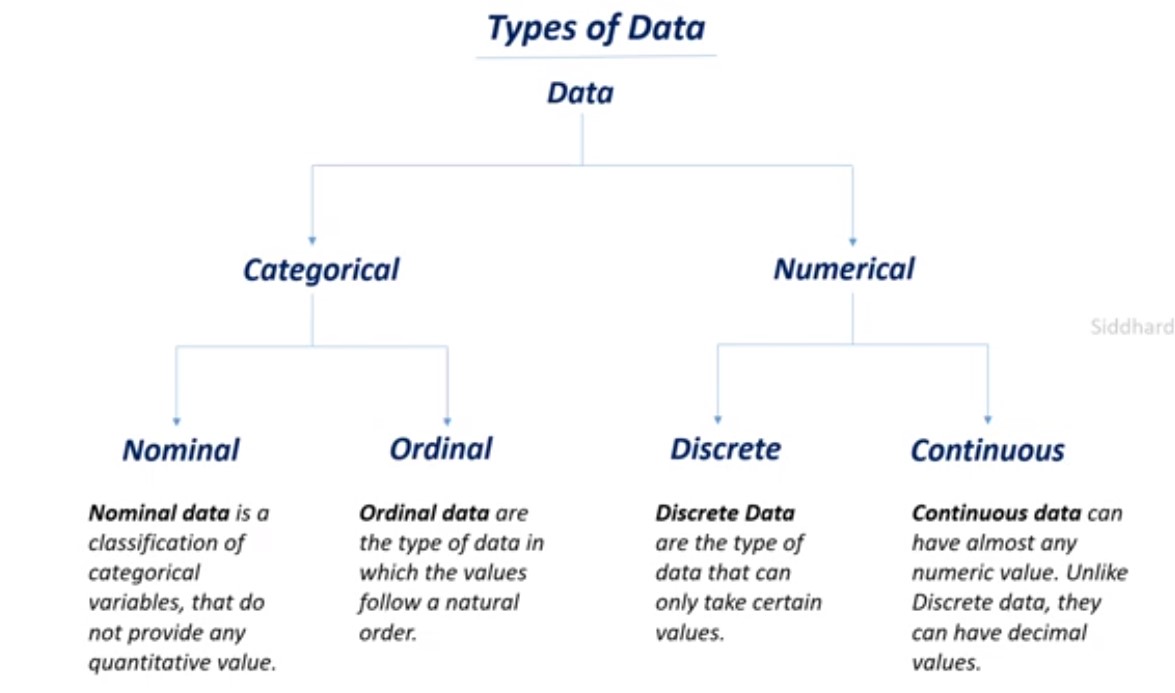 Types of Data
Data
Categorical
Numerical
Siddhard
Nominal
Ordinal
Discrete
Continuous
Nominal data is a
classification of
categorical
variables, that do
not provide any
quantitative value.
Ordinal data are
the type of data in
which the values
follow a natural
order.
Discrete Data
are the type of
data that can
only take certain
values.
Continuous data can
have almost any
numeric value. Unlike
Discrete data, they
can have decimal
values.